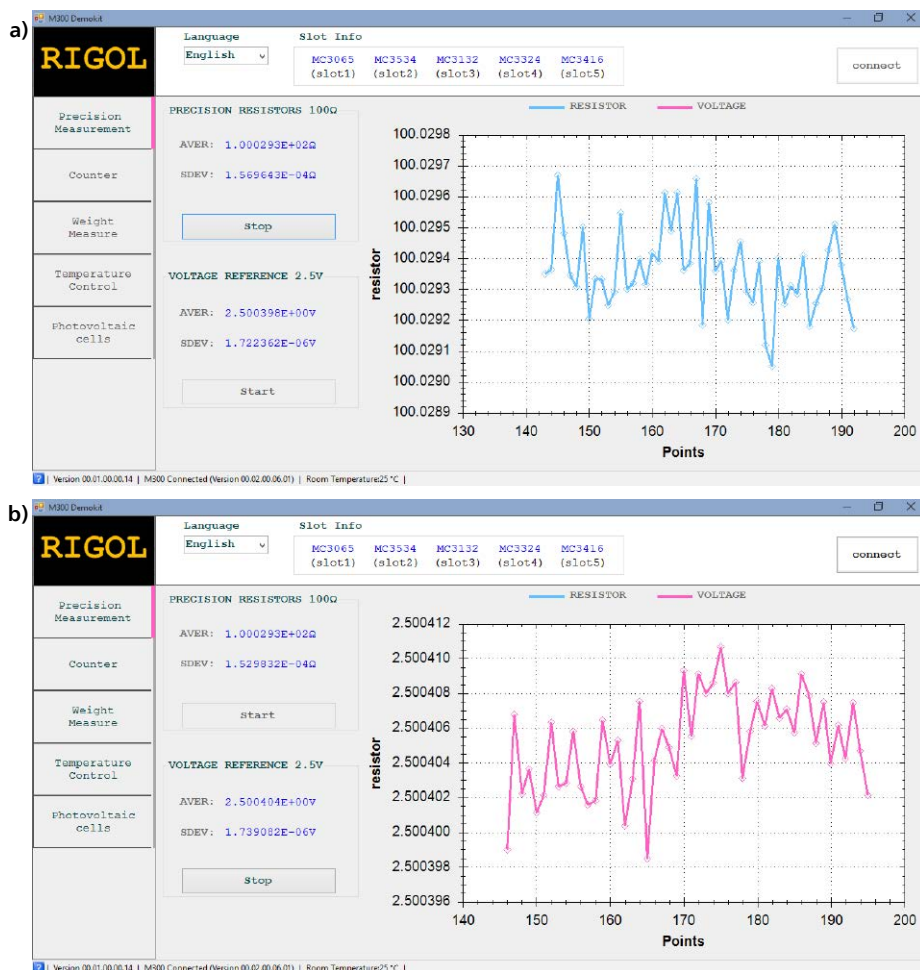 a)
M300 Demokit
RIGOL
Language
Slot Info
English
MC3065 MC3534 MC3132 MC3324 MC3416
(slot1) (slot2) (slot3) (slot4) (slot5)
connect
Precision
Measurement
Counter
Weight
Measure
Temperature
Control
Photovoltaic
cells
PRECISION RESISTORS 100Ω
AVER: 1.000293E+02Ω
SDEV: 1.569643E-04Ω
Stop
VOLTAGE REFERENCE 2.5V
AVER: 2.500398E+00V
SDEV: 1.722362E-06V
Start
RESISTOR VOLTAGE
100.0298
100.0297
100.0296
100.0295
100.0294
100.0293
100.0292
100.0291
100.0290
100.0289
resistor
130 140 150 160 170 180 190 200
Points
? | Version 00.01.00.00.14 | M300 Connected (Version 00.02.00.06.01) | Room Temperature:25 °C |
b)
M300 Demokit
RIGOL
Language
Slot Info
English
MC3065 MC3534 MC3132 MC3324 MC3416
(slot1) (slot2) (slot3) (slot4) (slot5)
connect
Precision
Measurement
Counter
Weight
Measure
Temperature
Control
Photovoltaic
cells
PRECISION RESISTORS 100Ω
AVER: 1.000293E+02Ω
SDEV: 1.529832E-04Ω
Start
VOLTAGE REFERENCE 2.5V
AVER: 2.500404E+00V
SDEV: 1.739082E-06V
Stop
RESISTOR VOLTAGE
2.500412
2.500410
2.500408
2.500406
2.500404
2.500402
2.500400
2.500398
2.500396
resistor
140 150 160 170 180 190 200
Points
? | Version 00.01.00.00.14 | M300 Connected (Version 00.02.00.06.01) | Room Temperature:25 °C |